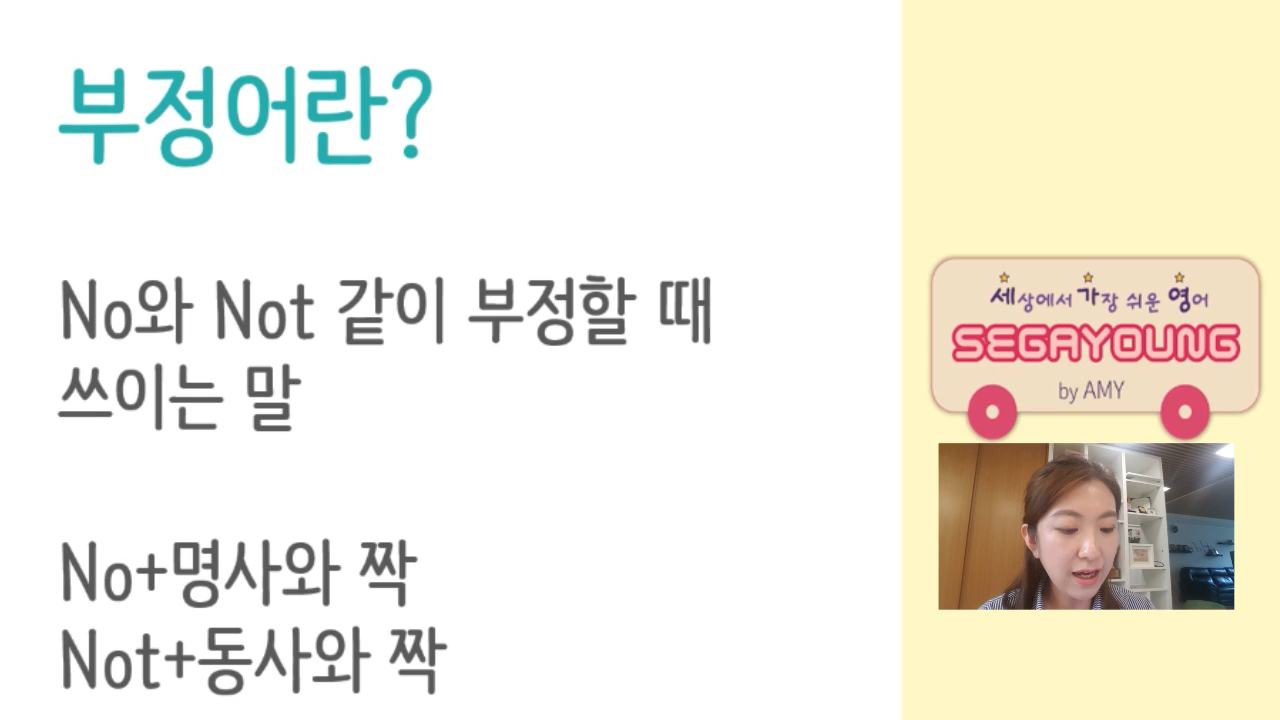 부정어란?
No와 Not 같이 부정할 때
쓰이는 말
No+명사와 짝
Not+동사와 짝
세상에서 가장 쉬운 영어
SEGAYOUNG
by AMY